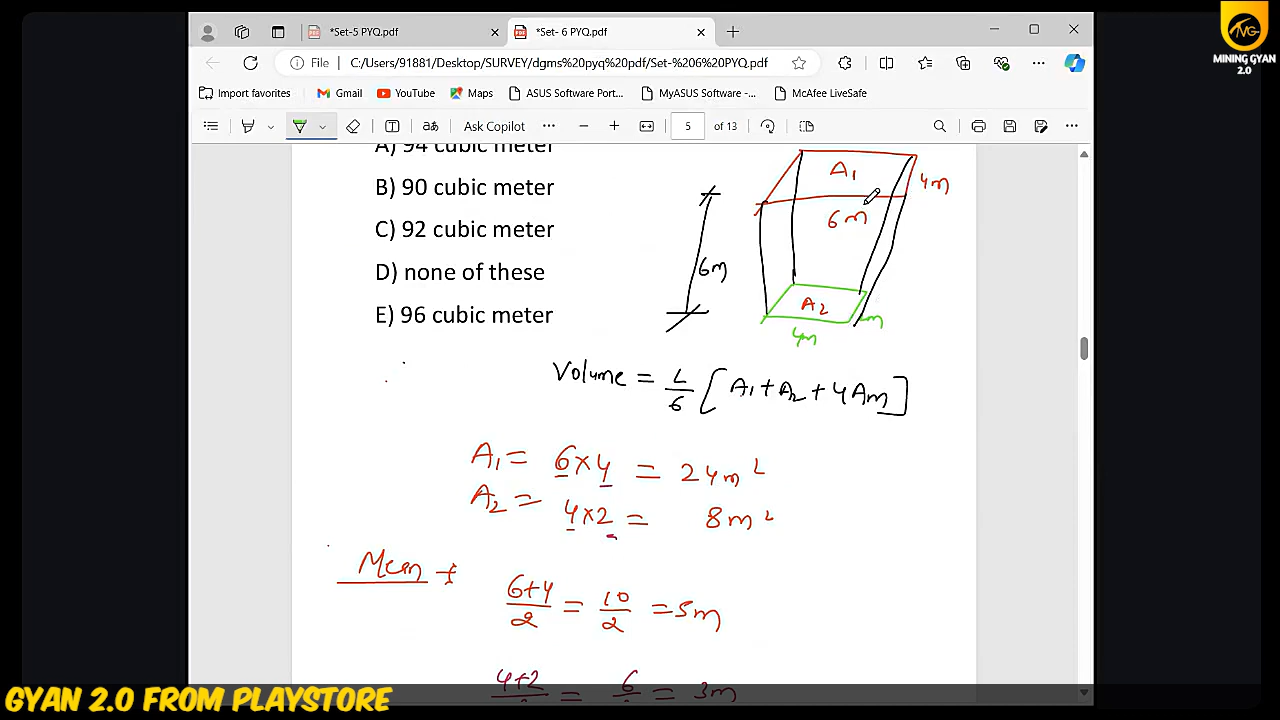 *Set-5 PYQ.pdf
*Set- 6 PYQ.pdf
File C:/Users/91881/Desktop/SURVEY/bits%20pyq%20pdf/Set-%206%20PYQ.pdf
Import favorites Gmail YouTube Maps ASUS Software Port... MyASUS Software -... McAfee LiveSafe
aあ Ask Copilot 5 of 13
MINING GYAN
2.0
A) 94 cubic meter
B) 90 cubic meter
C) 92 cubic meter
D) none of these
E) 96 cubic meter
A1
4m
6m
6m
A2
4m
Volume = L/6 [A1+A2+4Am]
A1 = 6×4 = 24m²
A2 = 4×2 = 8m²
Mean
6+4/2 = 10/2 = 5m
4+2 = 6 = 3m
GYAN 2.0 FROM PLAYSTORE